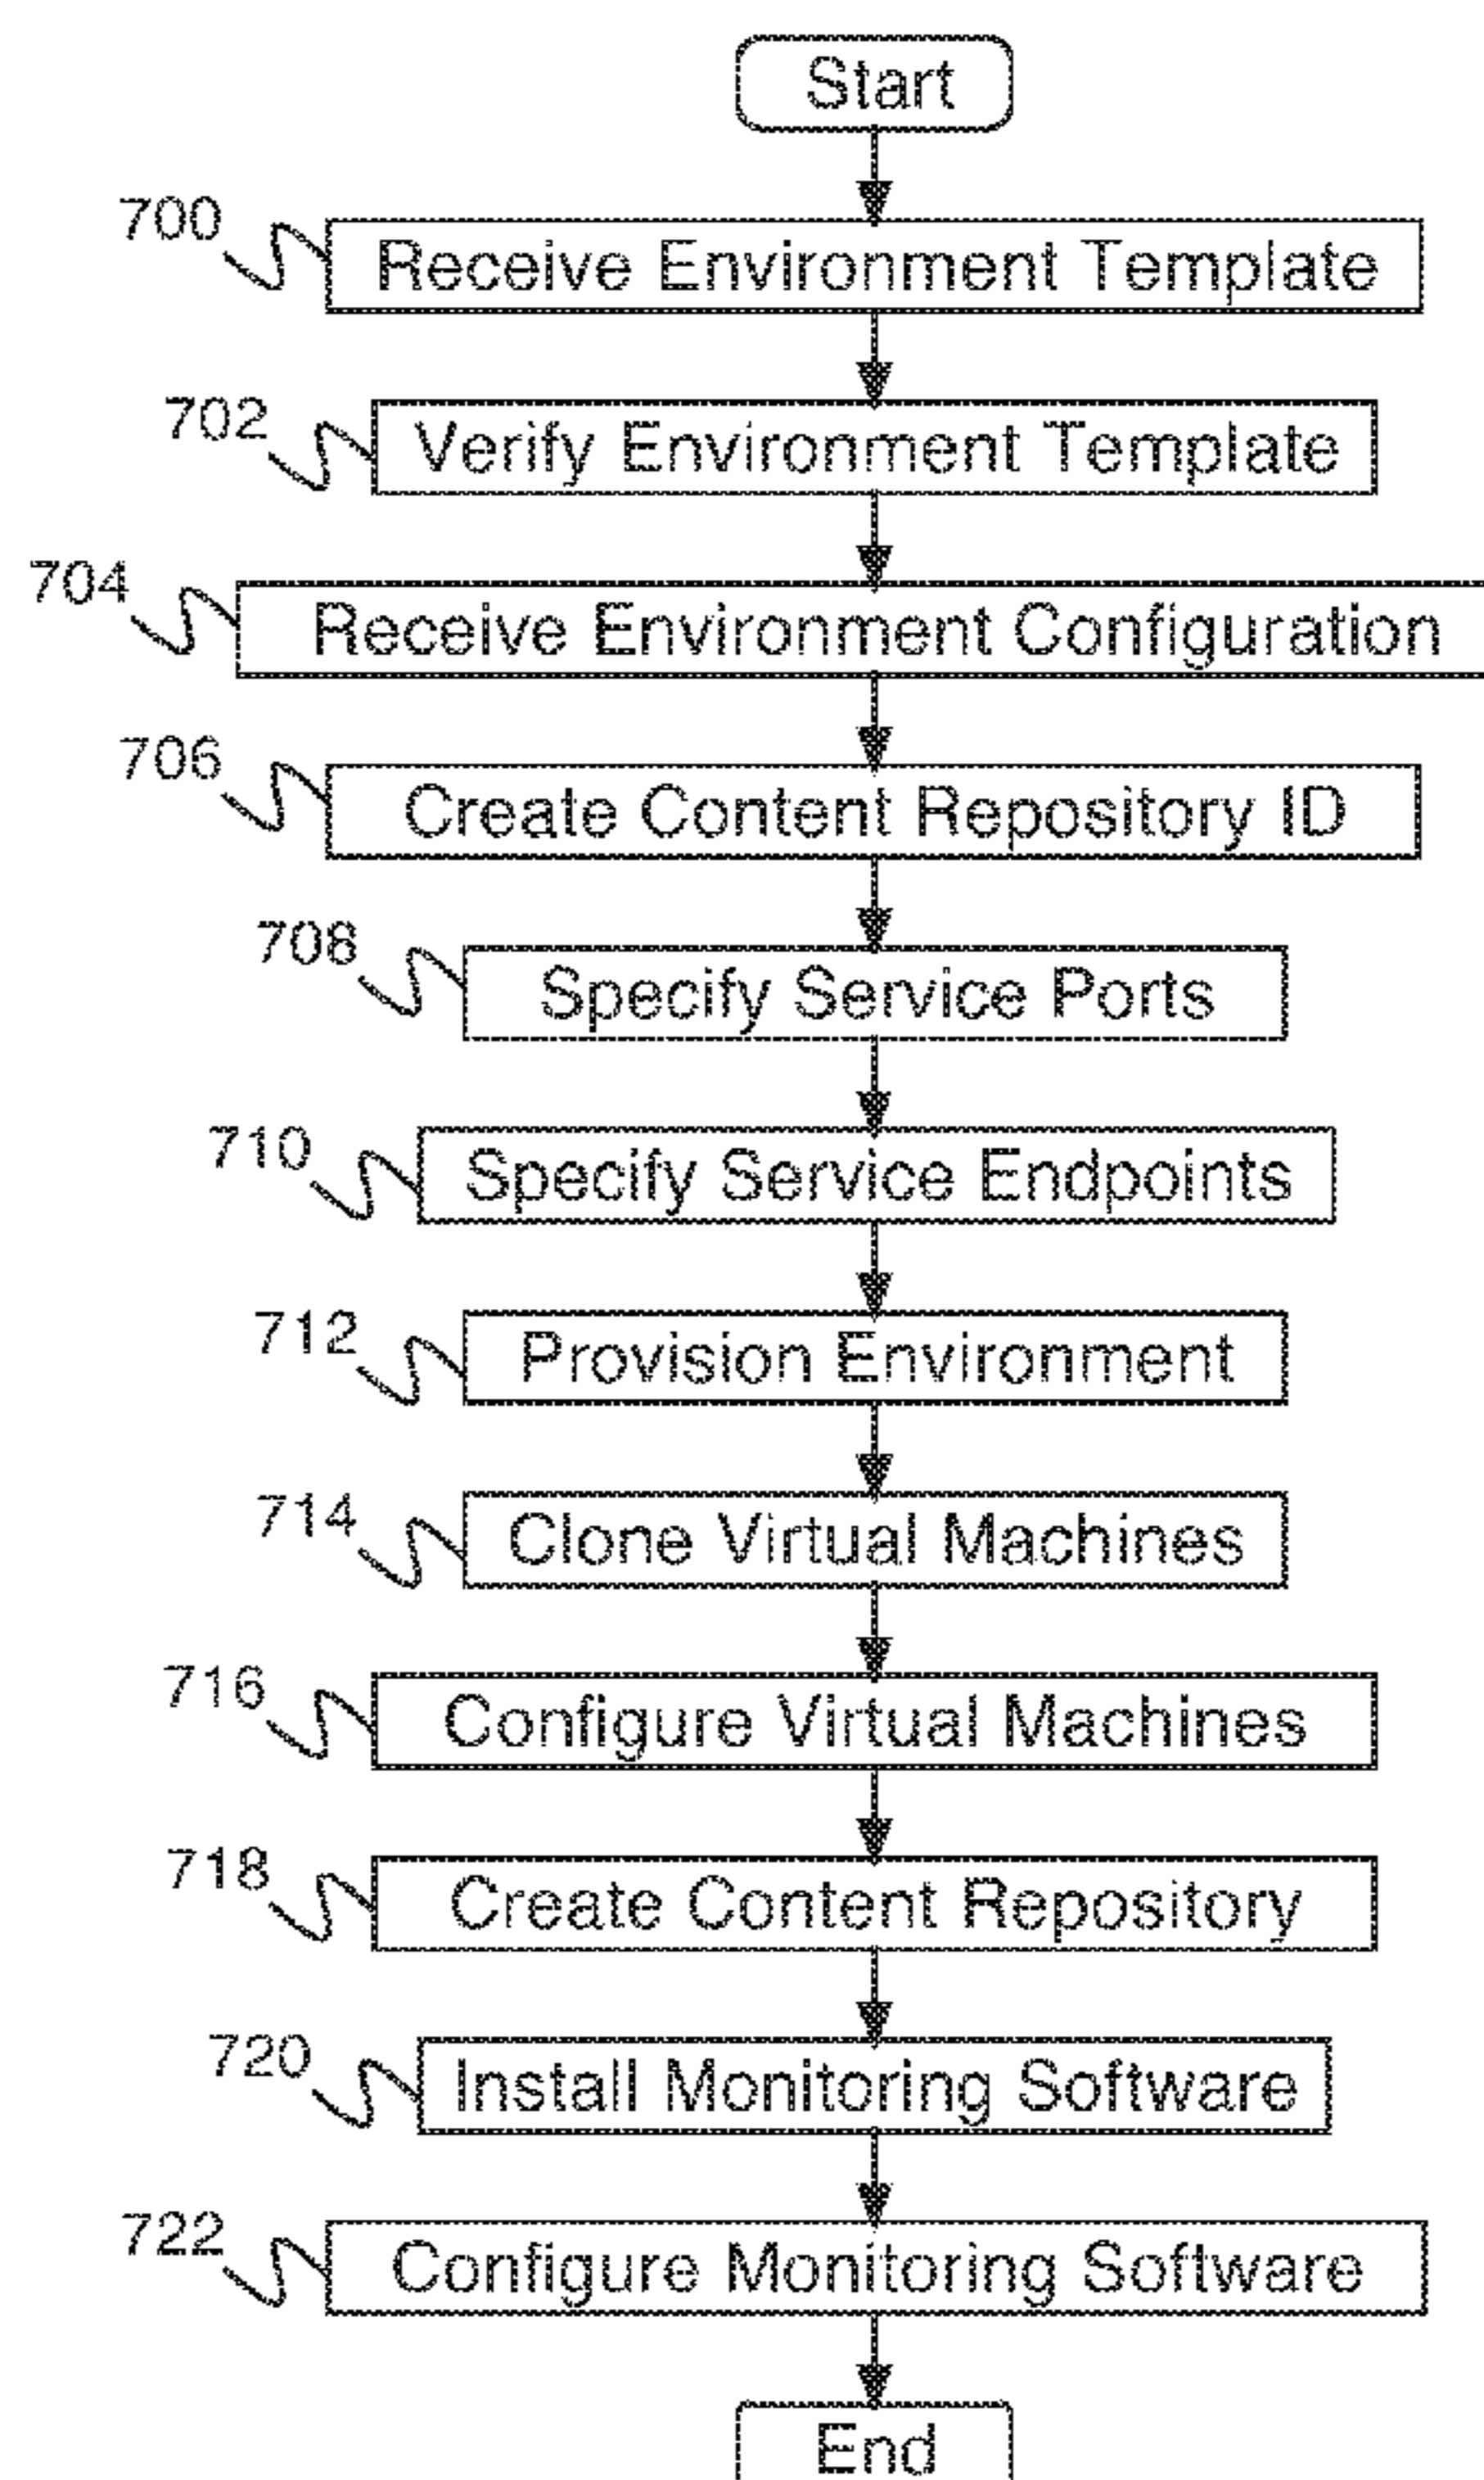 Start
700 Receive Environment Template
702 Verify Environment Template
704 Receive Environment Configuration
706 Create Content Repository ID
708 Specify Service Ports
710 Specify Service Endpoints
712 Provision Environment
714 Clone Virtual Machines
716 Configure Virtual Machines
718 Create Content Repository
720 Install Monitoring Software
722 Configure Monitoring Software
End